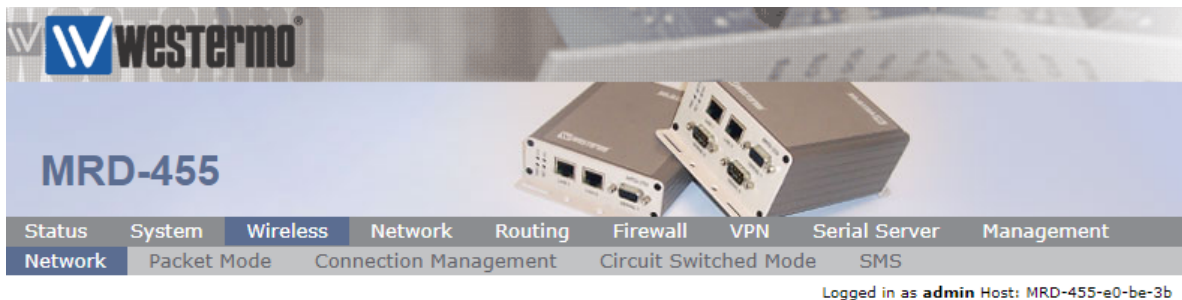 westermo®
MRD-455
Status System Wireless Network Routing Firewall VPN Serial Server Management
Network Packet Mode Connection Management Circuit Switched Mode SMS
Logged in as admin Host: MRD-455-e0-be-3b